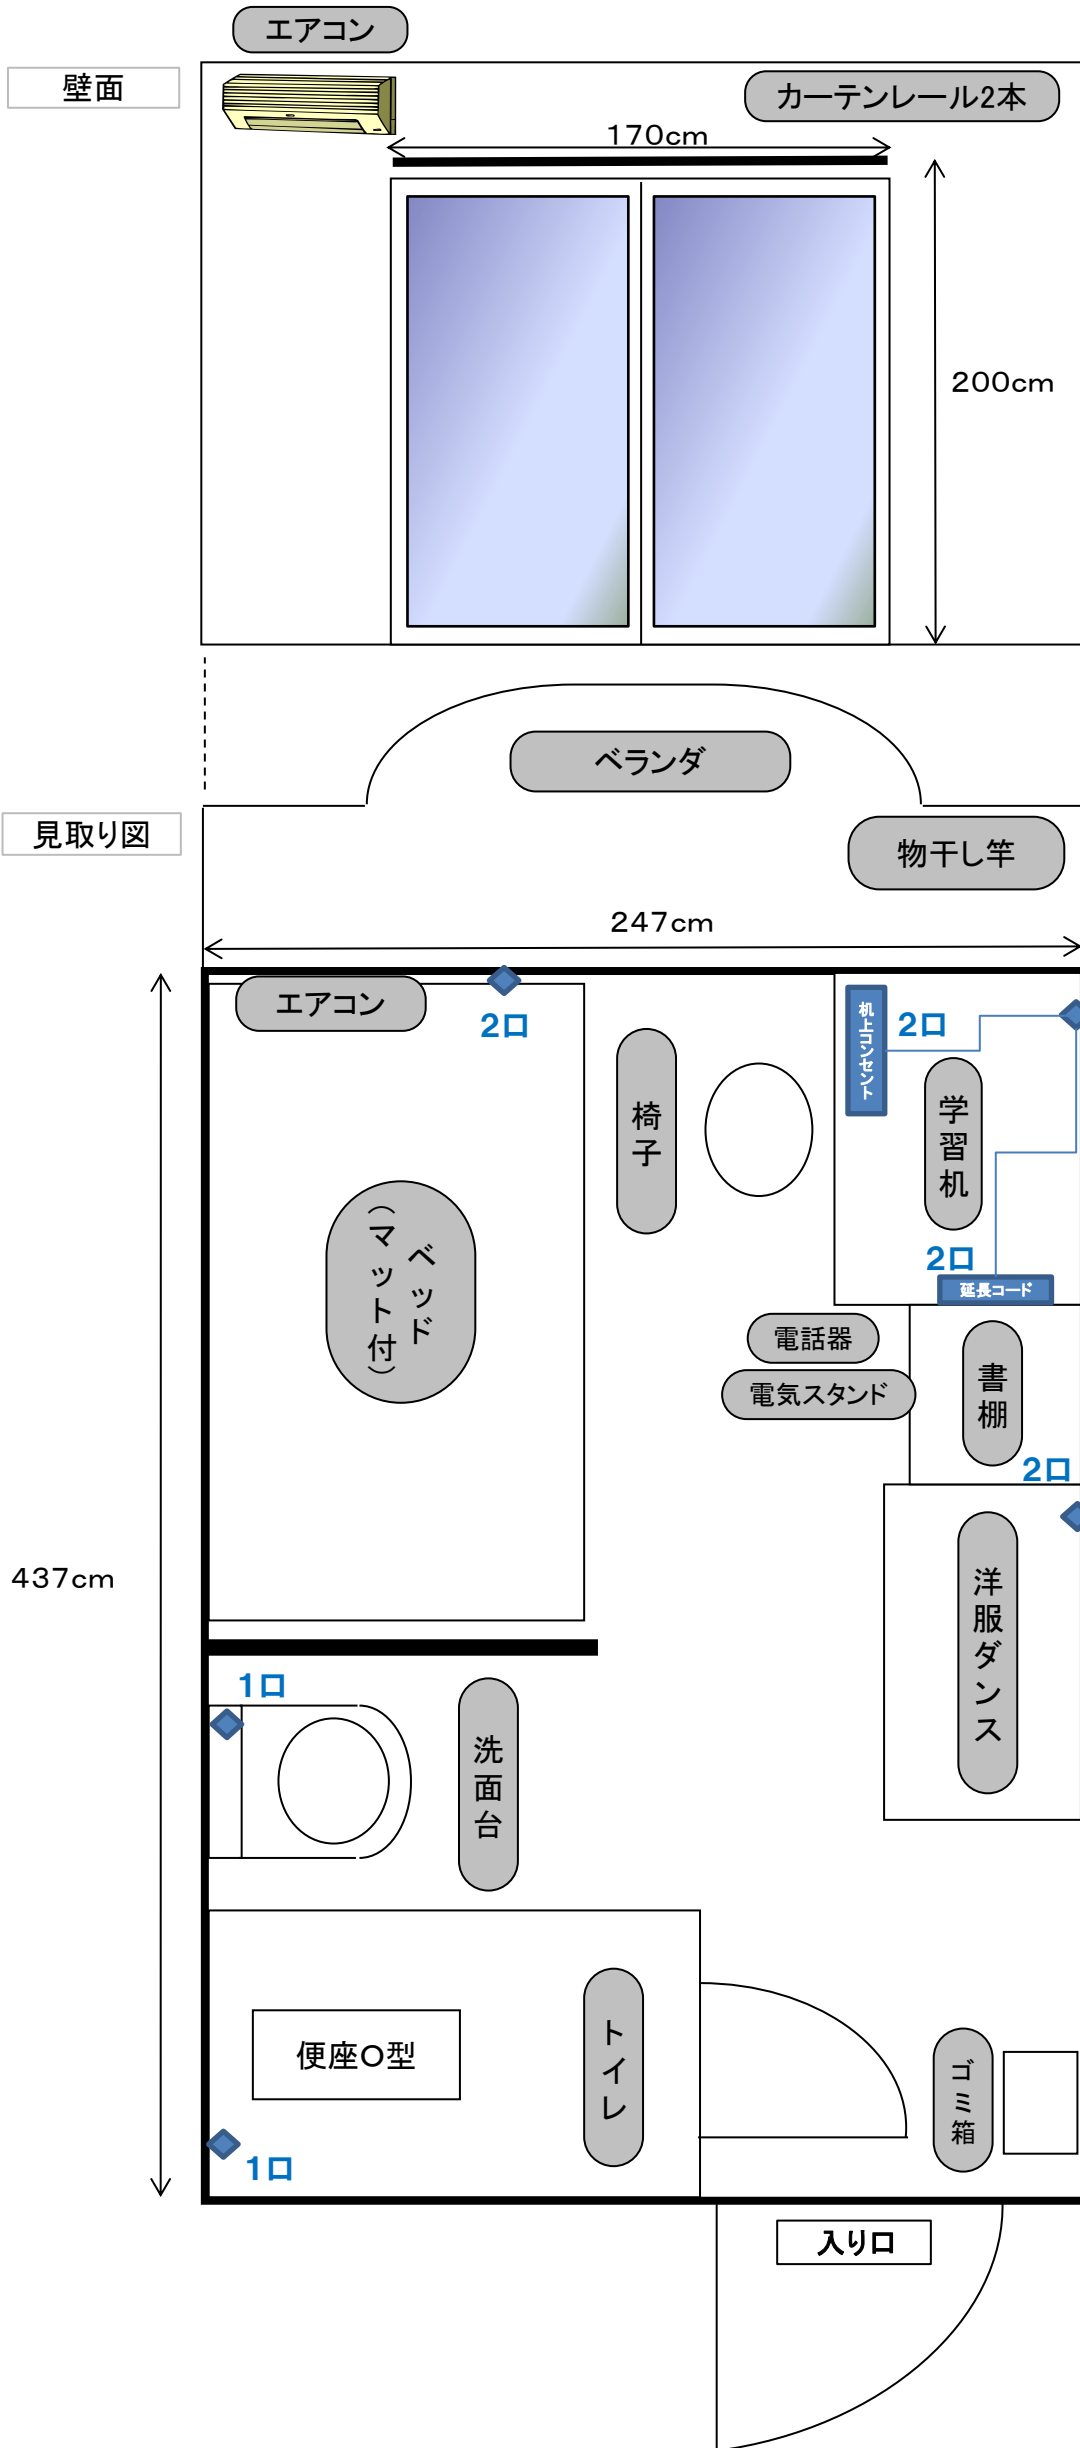 エアコン
壁面
カーテンレール2本
170cm
200cm
ベランダ
見取り図
物干し竿
247cm
エアコン
2口
机上コンセント
2口
椅子
学習机
ベッド
（マット付）
2口
延長コード
電話器
電気スタンド
書棚
2口
437cm
洋服ダンス
1口
洗面台
便座O型
トイレ
ゴミ箱
1口
入り口